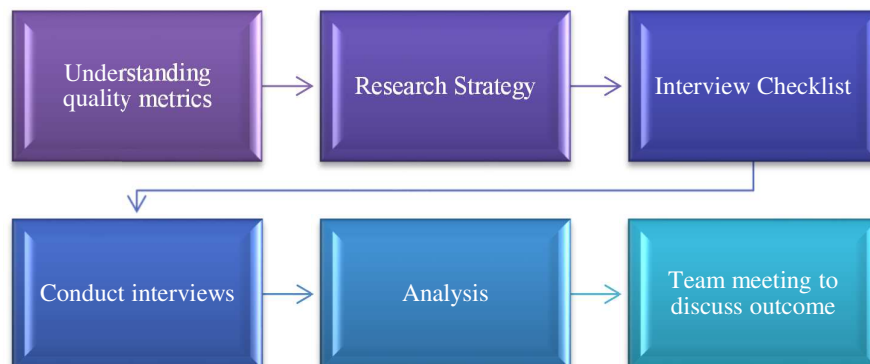 Understanding
quality metrics
Research Strategy
Interview Checklist
Conduct interviews
Analysis
Team meeting to
discuss outcome